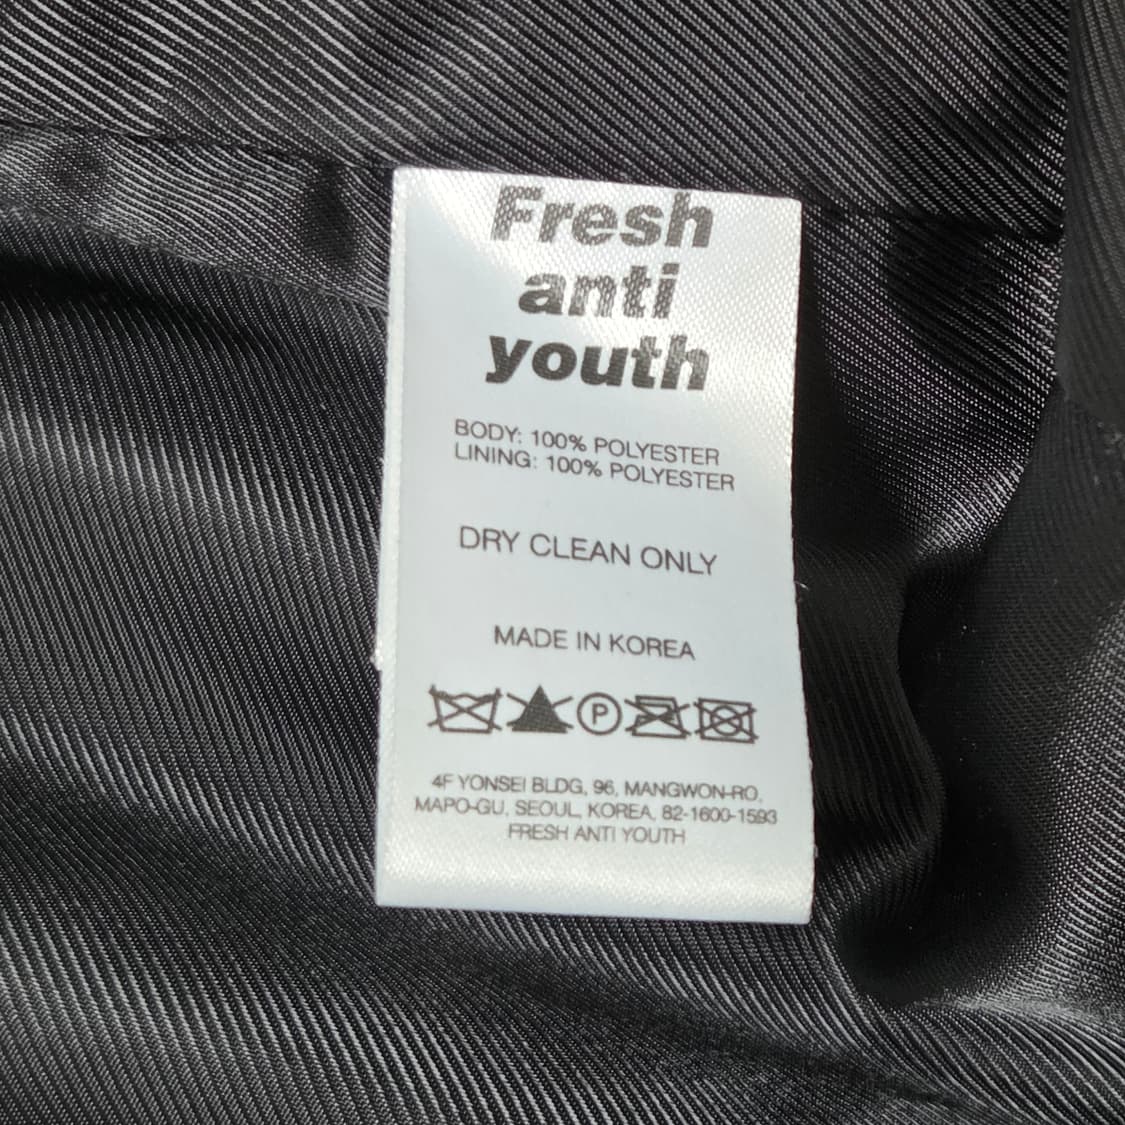 Fresh
anti
youth
BODY: 100% POLYESTER
LINING: 100% POLYESTER
DRY CLEAN ONLY
MADE IN KOREA
P
4F YONSEI BLDG, 96, MANGWON-RO,
MAPO-GU, SEOUL, KOREA, 82-1600-1593
FRESH ANTI YOUTH